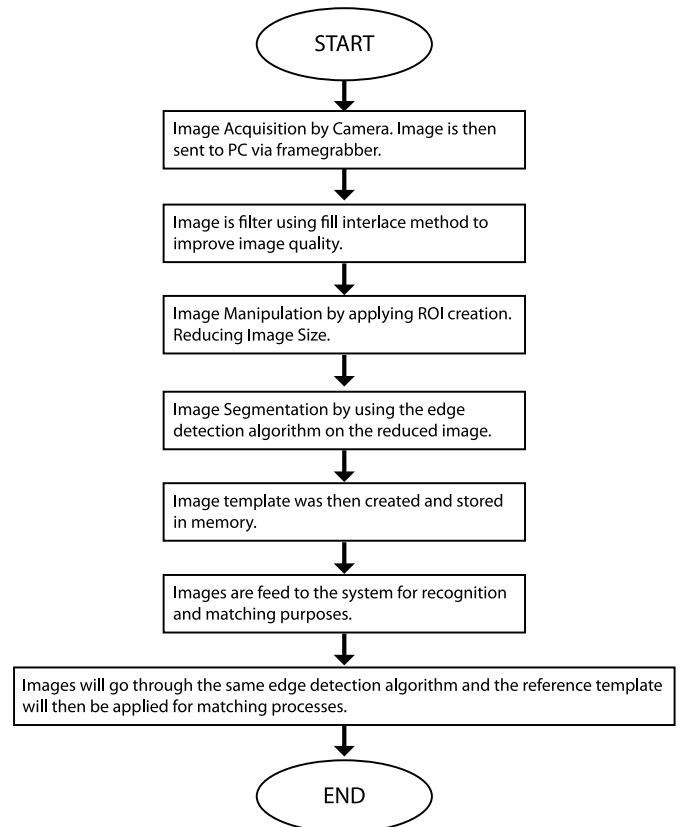 START
Image Acquisition by Camera. Image is then
sent to PC via framegrabber.
Image is filter using fill interlace method to
improve image quality.
Image Manipulation by applying ROI creation.
Reducing Image Size.
Image Segmentation by using the edge
detection algorithm on the reduced image.
Image template was then created and stored
in memory.
Images are feed to the system for recognition
and matching purposes.
Images will go through the same edge detection algorithm and the reference template
will then be applied for matching processes.
END